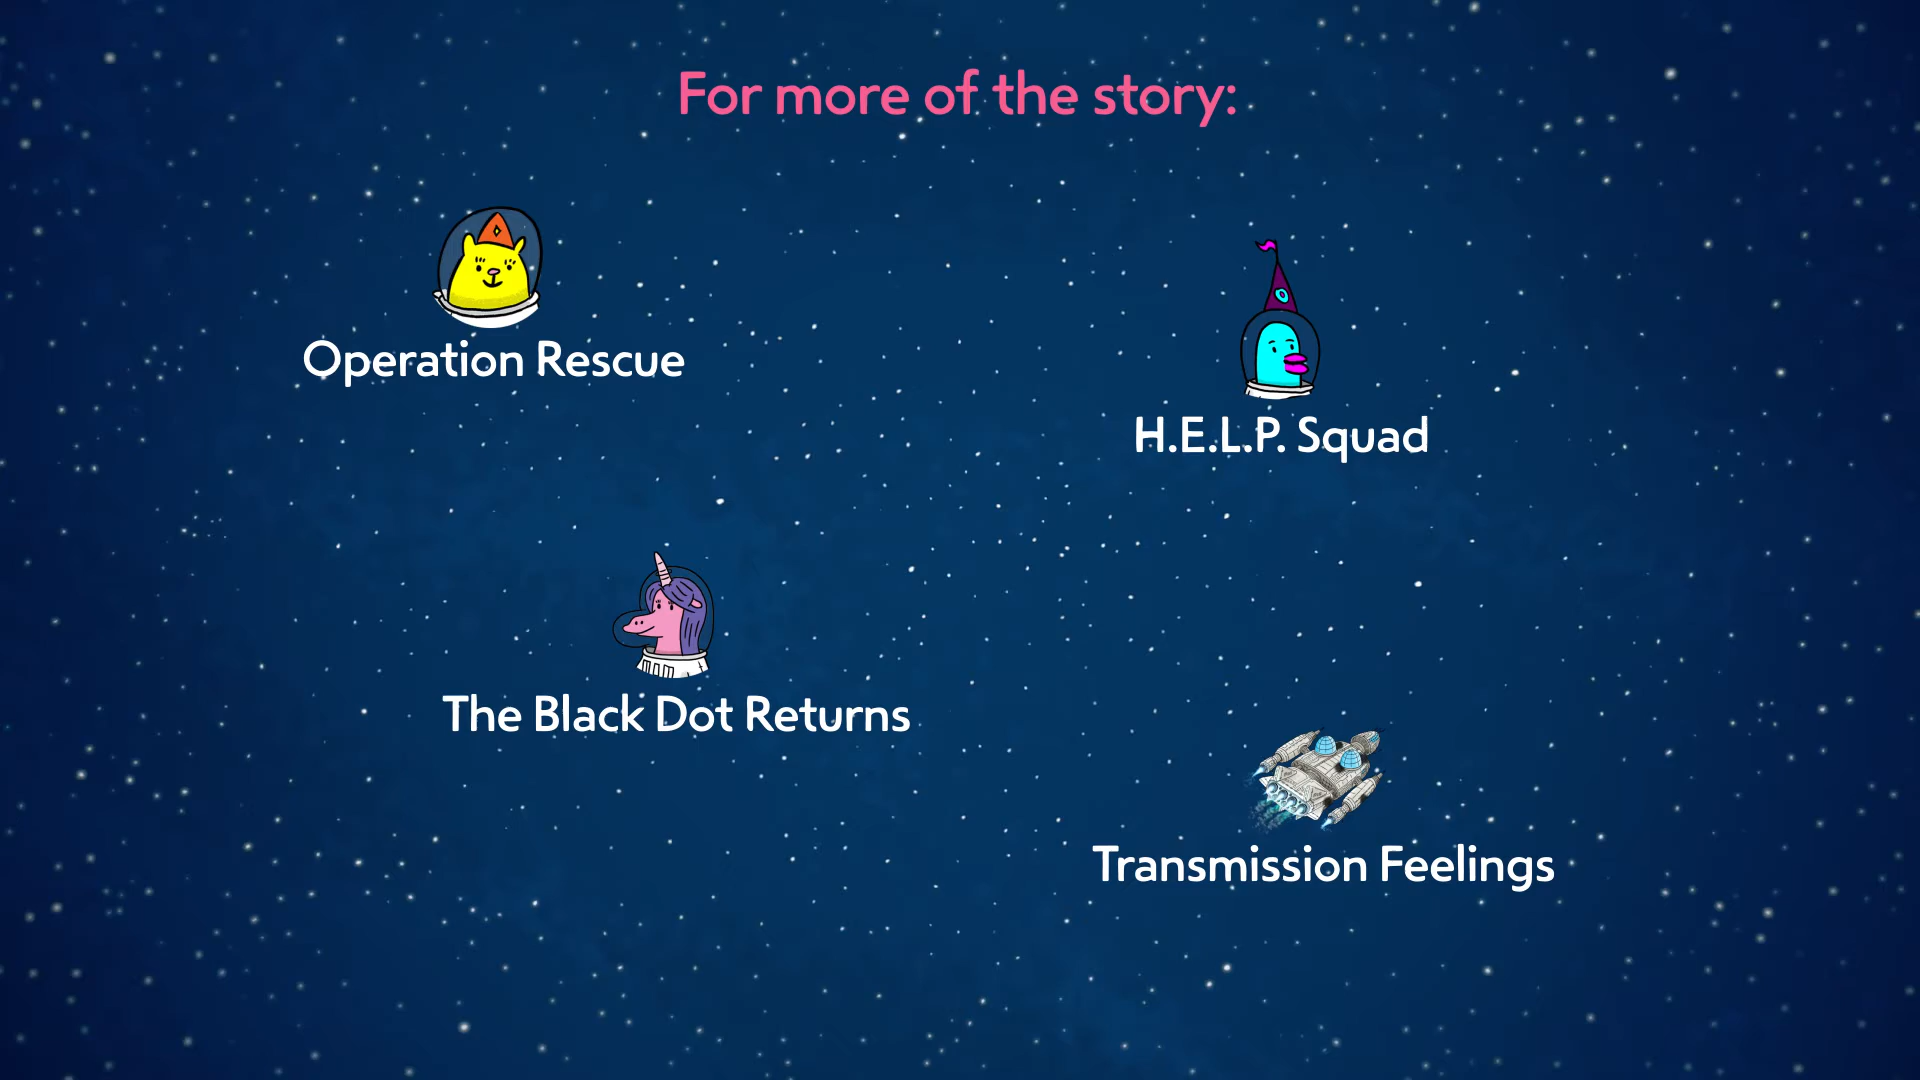 For more of the story:
Operation Rescue
H.E.L.P. Squad
The Black Dot Returns
Transmission Feelings